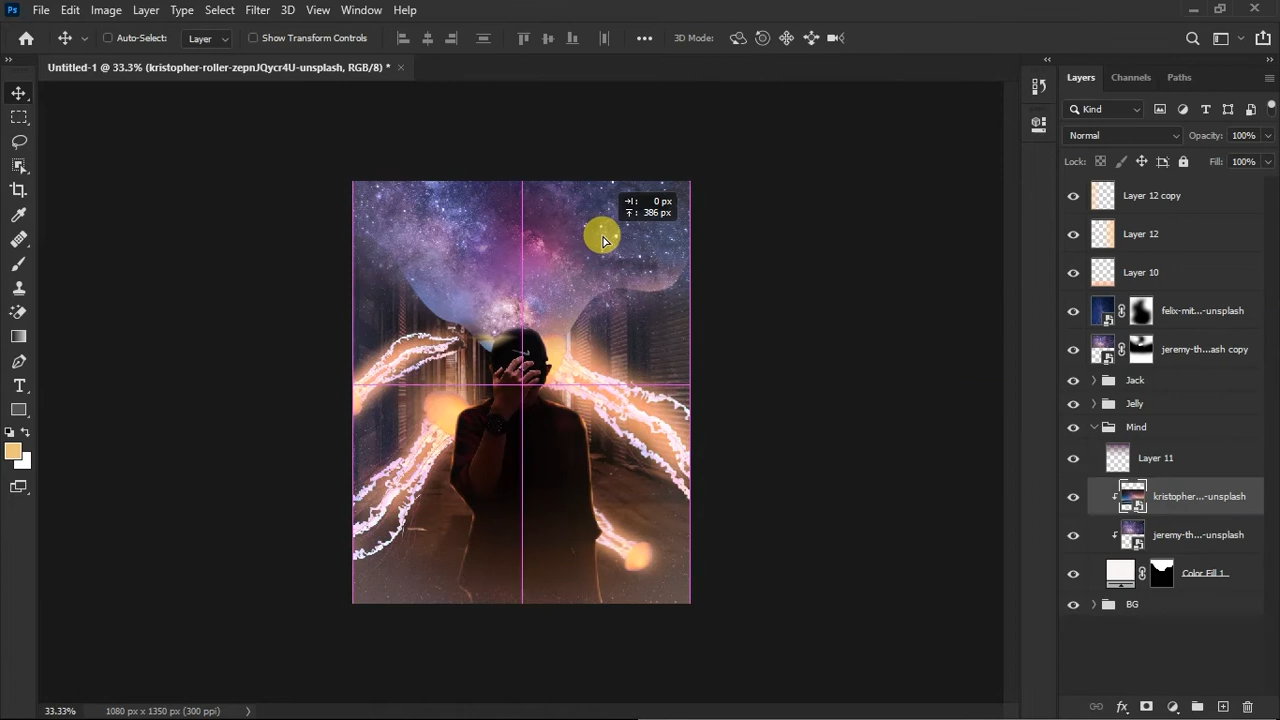 Ps File Edit Image Layer Type Select Filter 3D View Window Help
Auto-Select: Layer Show Transform Controls 3D Mode:
Untitled-1 @ 33.3% (kristopher-roller-zepnJQycr4U-unsplash, RGB/8) *
Layers Channels Paths
Kind
Normal Opacity: 100%
Lock: Fill: 100%
Layer 12 copy
0 px
386 px
Layer 12
Layer 10
felix-mit...-unsplash
jeremy-th...ash copy
Jack
Jelly
Mind
Layer 11
kristopher...-unsplash
jeremy-th...-unsplash
Color Fill 1
BG
33.33% 1080 px x 1350 px (300 ppi)